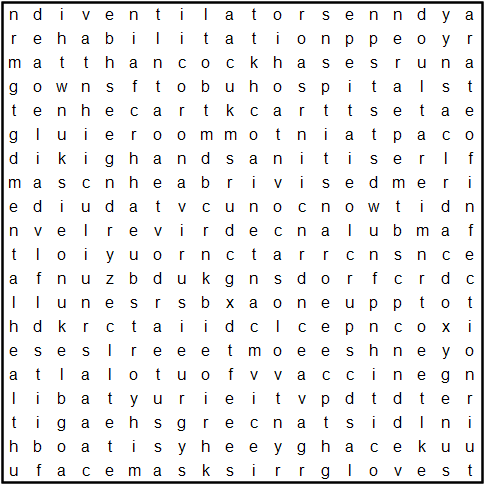 n d i v e n t i l a t o r s e n n d y a
r e h a b i l i t a t i o n p p e o y r
m a t t h a n c o c k h a s e s r u n a
g o w n s f t o b u h o s p i t a l s t
t e n h e c a r t k c a r t t s e t a e
g l u i e r o o m m o t n i a t p a c o
d i k i g h a n d s a n i t i s e r l f
m a s c n h e a b r i v i s e d m e r i
e d i u d a t v c u n o c n o w t i d n
n v e l r e v i r d e c n a l u b m a f
t l o i y u o r n c t a r r c n s n c e
a f n u z b d u k g n s d o r f c r d c
l l u n e s r s b x a o n e u p p t o t
h d k r c t a i i d c l c e p n c o x i
e s e s l r e e e t m o e e s h n e y o
a t l a l o t u o f v v a c c i n e g n
l i b a t y u r i e i t v p d t d t e r
t i g a e h s g r e c n a t s i d l n i
h b o a t i s y h e e y g h a c e k u u
u f a c e m a s k s i r r g l o v e s t